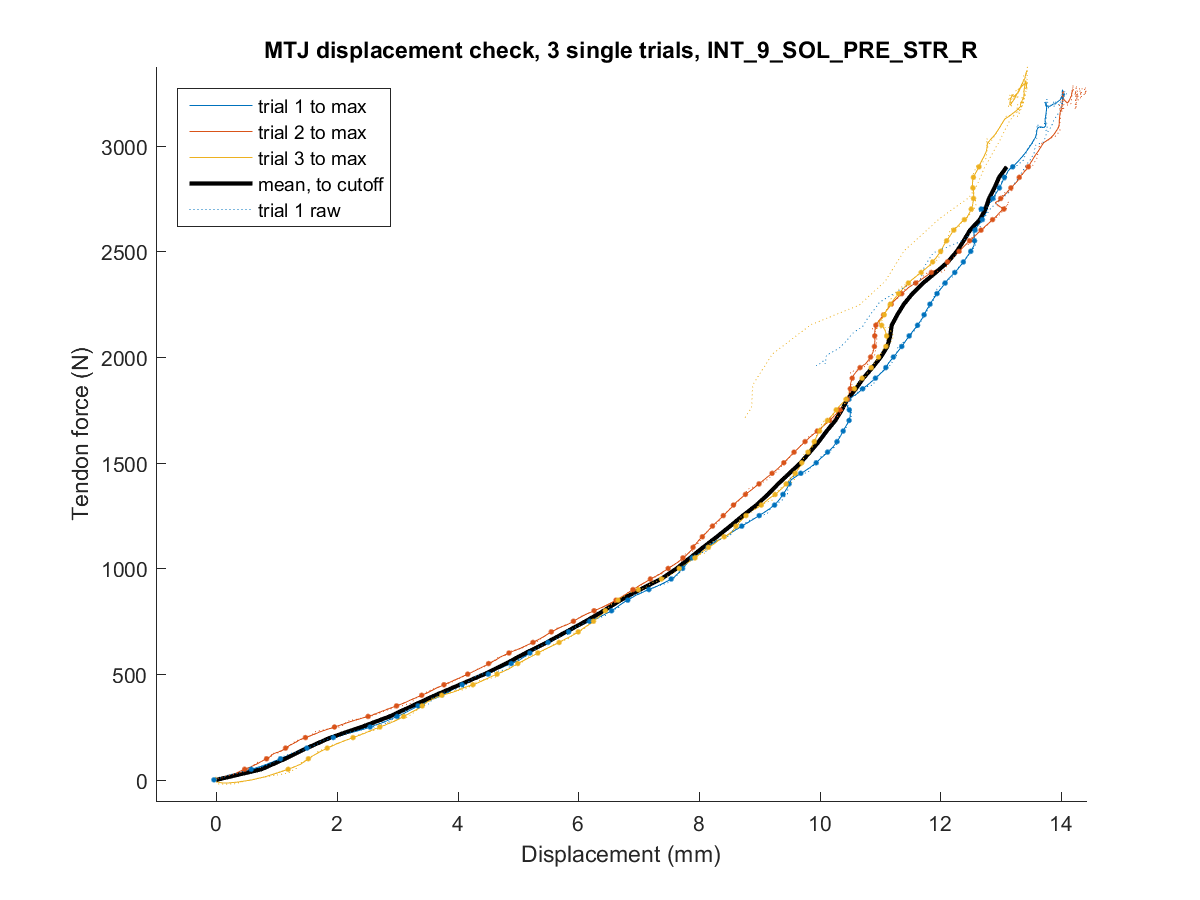 MTJ displacement check, 3 single trials, INT_9_SOL_PRE_STR_R
trial 1 to max
trial 2 to max
trial 3 to max
mean, to cutoff
trial 1 raw
Tendon force (N)
3000
2500
2000
1500
1000
500
0
0 2 4 6 8 10 12 14
Displacement (mm)